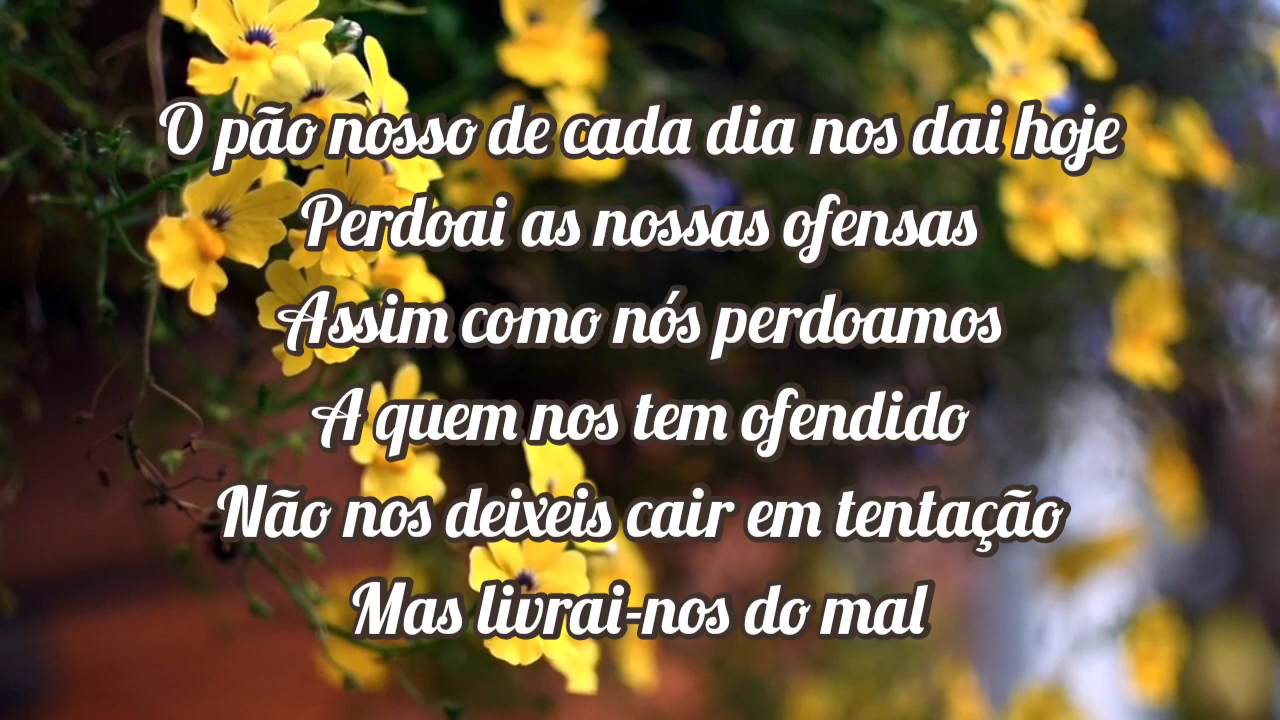 O pão nosso de cada dia nos dai hoje
Perdoai as nossas ofensas
Assim como nós perdoamos
A quem nos tem ofendido
Não nos deixeis cair em tentação
Mas livrai-nos do mal